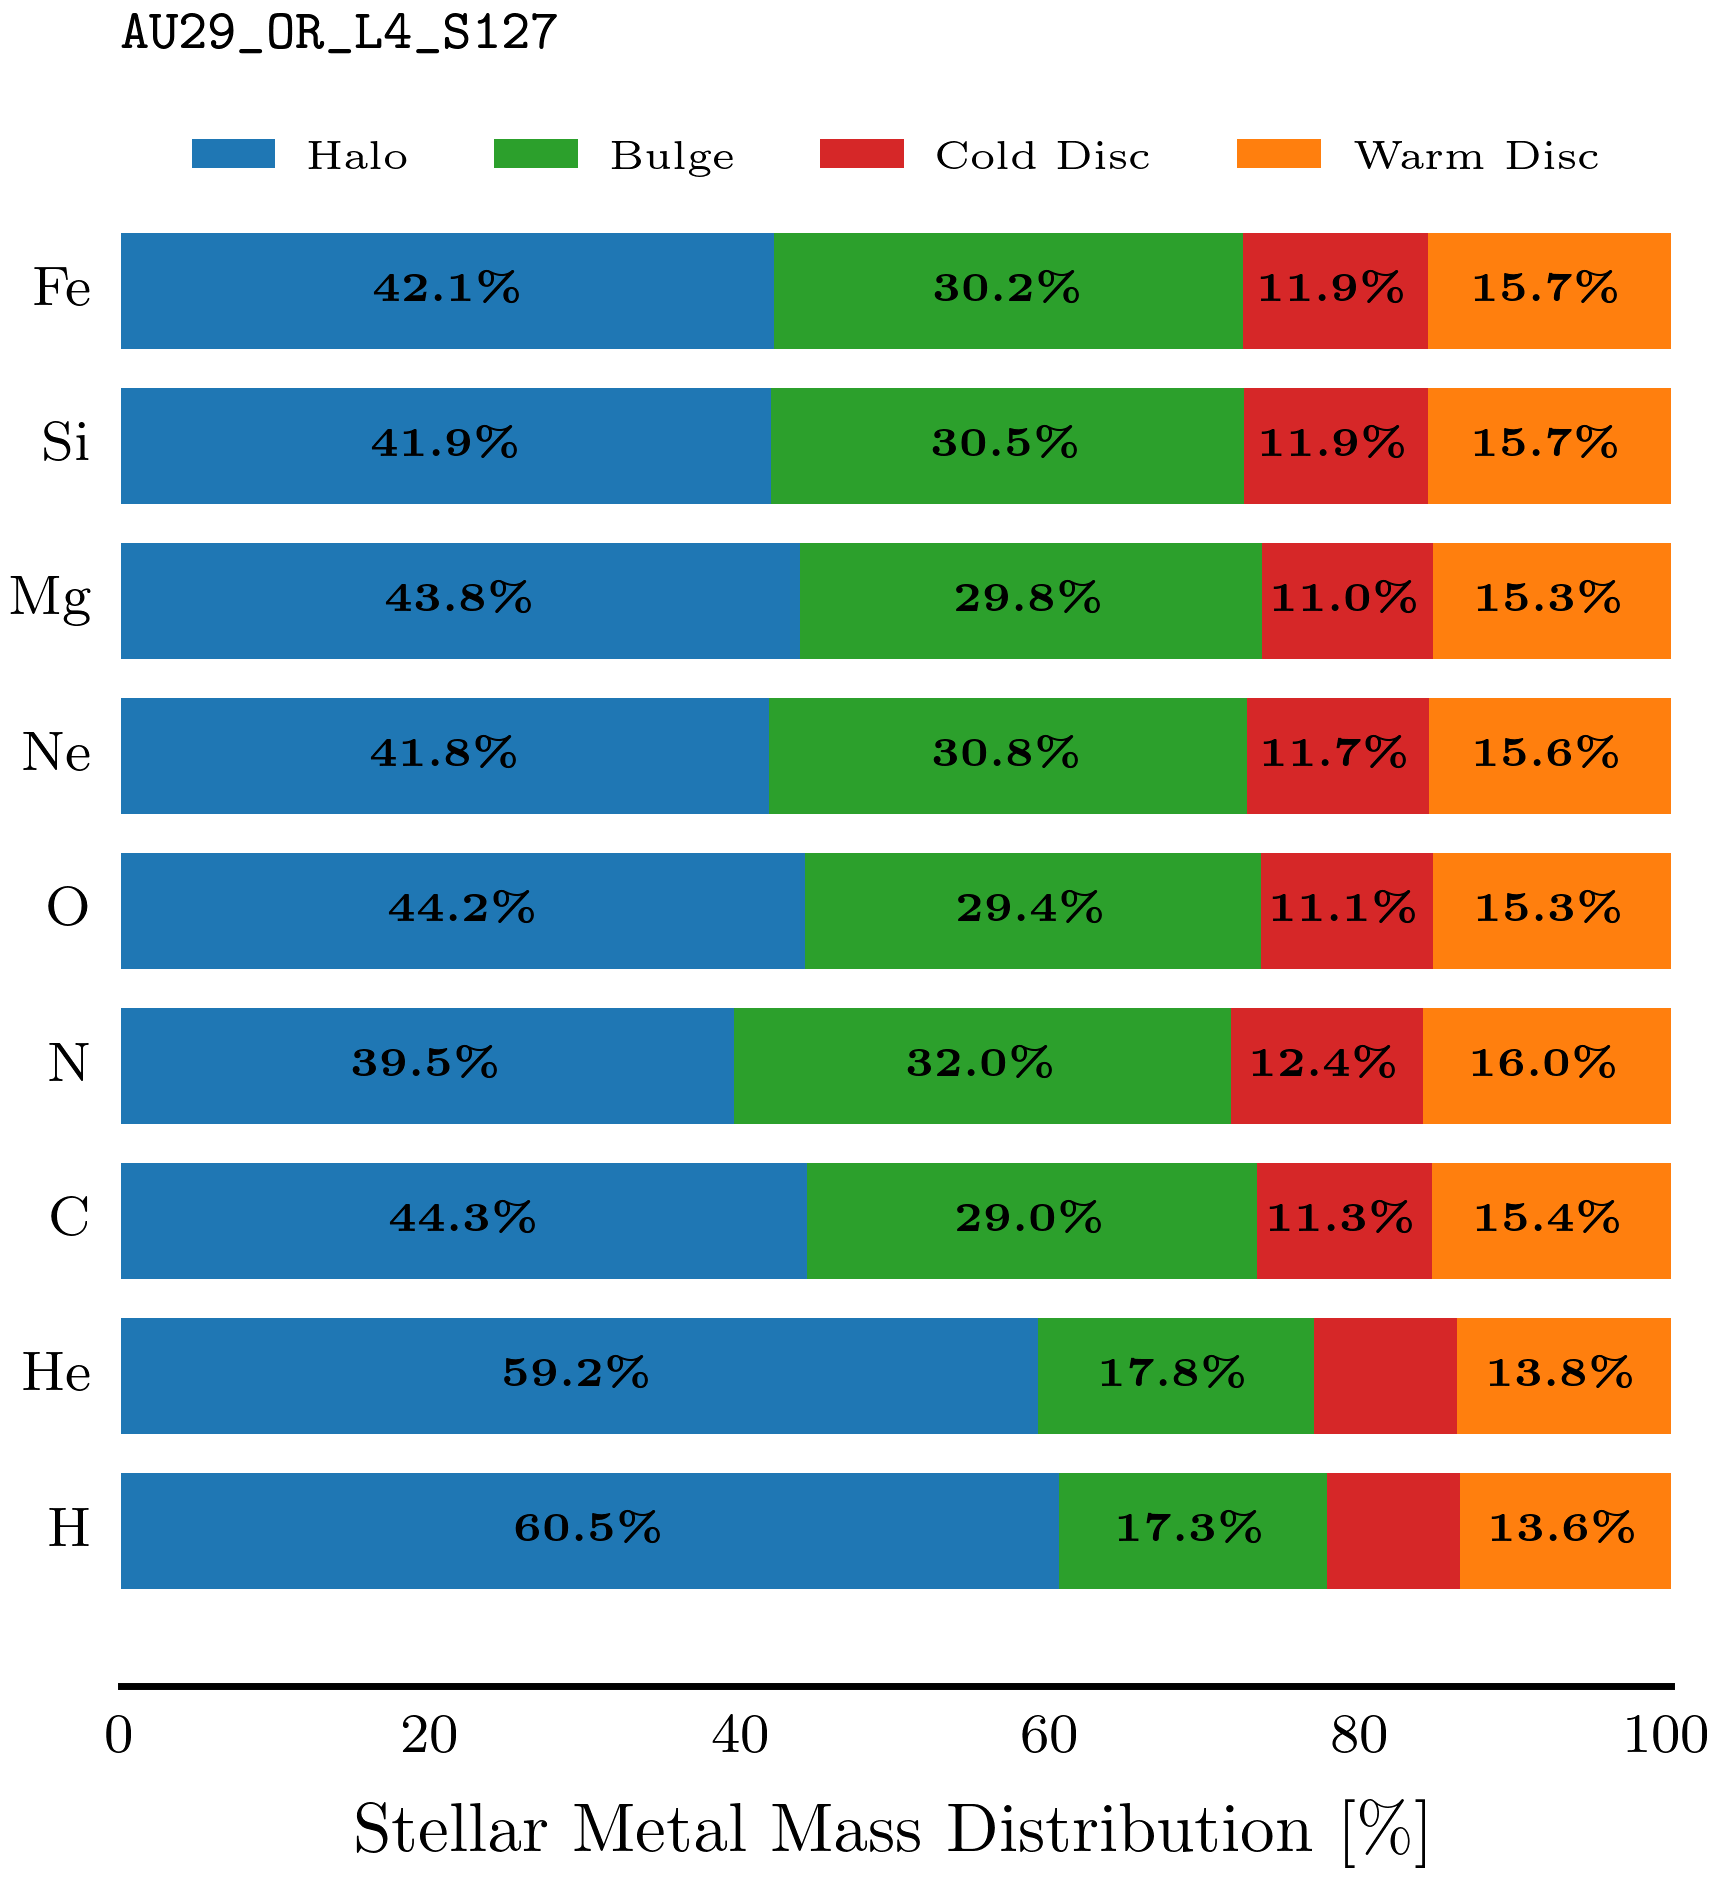 AU29_OR_L4_S127
Halo Bulge Cold Disc Warm Disc
Fe 42.1% 30.2% 11.9% 15.7%
Si 41.9% 30.5% 11.9% 15.7%
Mg 43.8% 29.8% 11.0% 15.3%
Ne 41.8% 30.8% 11.7% 15.6%
O 44.2% 29.4% 11.1% 15.3%
N 39.5% 32.0% 12.4% 16.0%
C 44.3% 29.0% 11.3% 15.4%
He 59.2% 17.8% 13.8%
H 60.5% 17.3% 13.6%
0 20 40 60 80 100
Stellar Metal Mass Distribution [%]